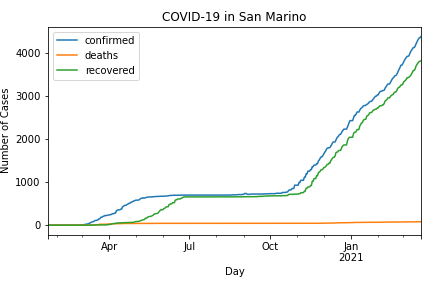 COVID-19 in San Marino
confirmed
deaths
recovered
Number of Cases
4000
3000
2000
1000
0
Apr
Jul
Oct
Jan
2021
Day